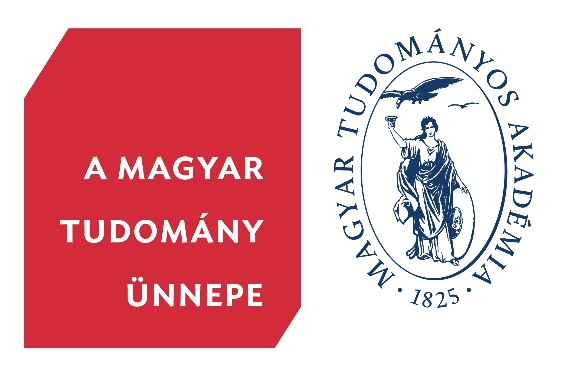 A MAGYAR
TUDOMÁNY
ÜNNEPE
MAGYAR TUDOMÁNYOS AKADÉMIA
· 1825 ·